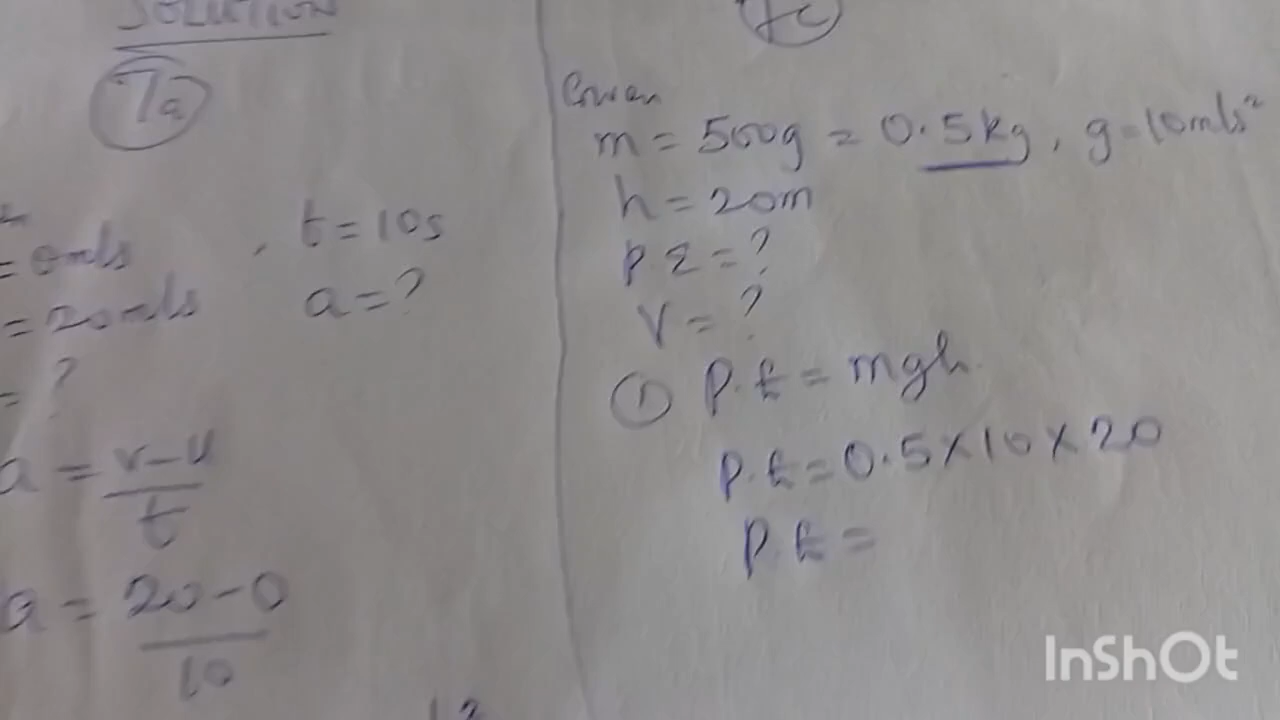 SOLUTION
7a
= 0m/s , t = 10s
= 20m/s a = ?
= ?
a = v-u / t
a = 20-0 / 10
7c
Given
m = 500g = 0.5kg, g = 10m/s²
h = 20m
P.E = ?
V = ?
① P.E = mgh.
P.E = 0.5×10×20
P.E =
InShOt